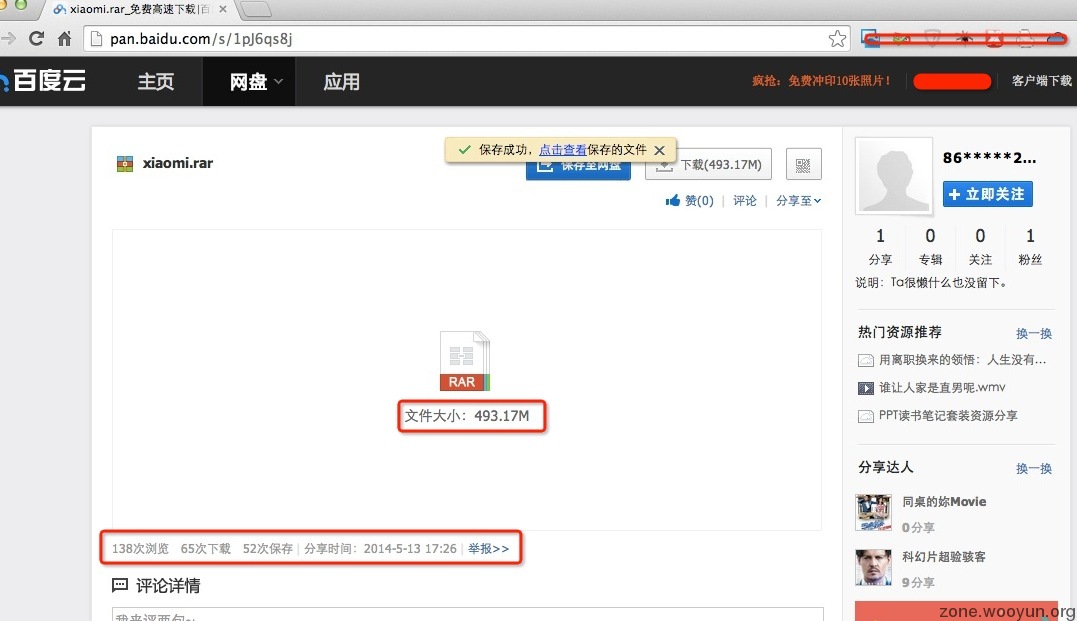 xiaomi.rar_免费高速下载|百
pan.baidu.com/s/1pJ6qs8j
百度云 主页 网盘 应用 疯抢：免费冲印10张照片! 客户端下载
保存成功，点击查看保存的文件
xiaomi.rar 保存至网盘 下载(493.17M)
赞(0) | 评论 | 分享至
RAR
文件大小：493.17M
138次浏览 65次下载 52次保存 | 分享时间：2014-5-13 17:26 | 举报>>
评论详情
我来评两句~
86*****2...
+ 立即关注
1 0 0 1
分享 专辑 关注 粉丝
说明：Ta很懒什么也没留下。
热门资源推荐 换一换
用离职换来的领悟：人生没有...
谁让人家是直男呢.wmv
PPT读书笔记套装资源分享
分享达人 换一换
同桌的妳Movie
0分享
科幻片超验骇客
9分享
zone.wooyun.org